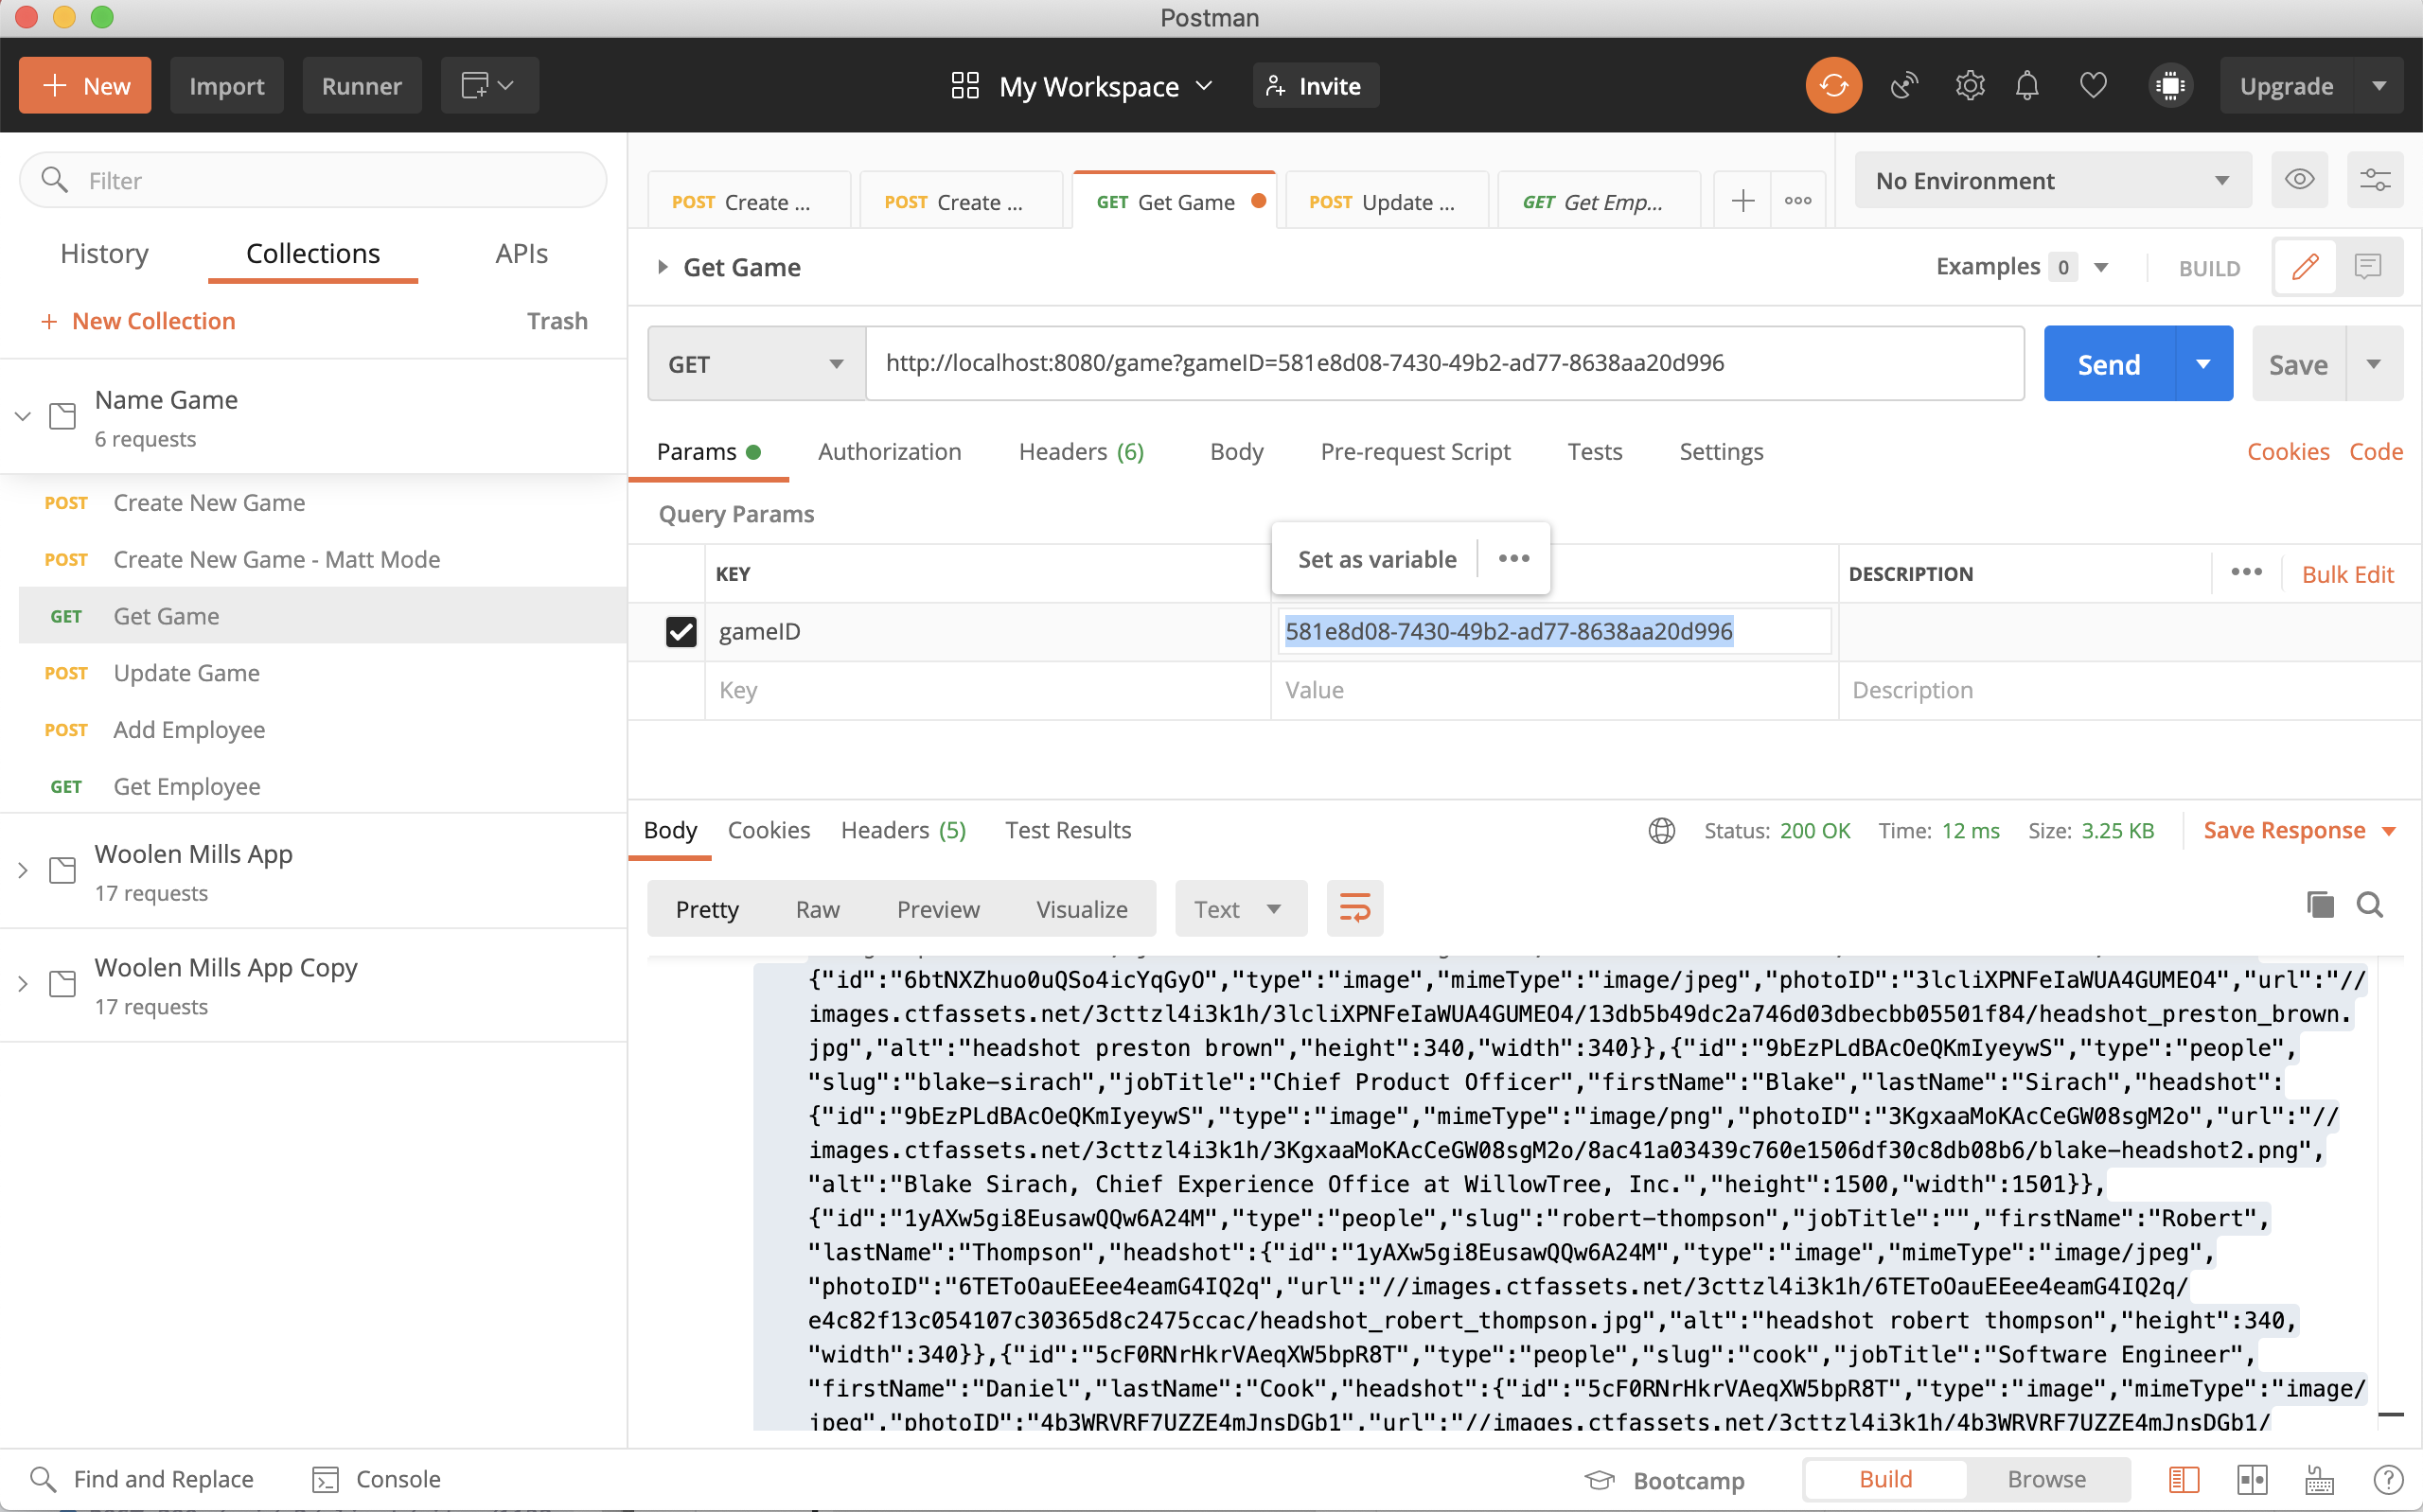 Postman
New
Import
Runner
My Workspace
Invite
Upgrade
Filter
History
Collections
APIs
New Collection
Trash
Name Game
6 requests
POST Create New Game
POST Create New Game - Matt Mode
GET Get Game
POST Update Game
POST Add Employee
GET Get Employee
Woolen Mills App
17 requests
Woolen Mills App Copy
17 requests
POST Create ...
POST Create ...
GET Get Game
POST Update ...
GET Get Emp...
No Environment
Get Game
Examples 0
BUILD
GET
http://localhost:8080/game?gameID=581e8d08-7430-49b2-ad77-8638aa20d996
Send
Save
Params
Authorization
Headers (6)
Body
Pre-request Script
Tests
Settings
Cookies
Code
Query Params
Set as variable
KEY
DESCRIPTION
Bulk Edit
gameID
581e8d08-7430-49b2-ad77-8638aa20d996
Key
Value
Description
Body
Cookies
Headers (5)
Test Results
Status: 200 OK
Time: 12 ms
Size: 3.25 KB
Save Response
Pretty
Raw
Preview
Visualize
Text
{"id":"6btNXZhuo0uQSo4icYqGyO","type":"image","mimeType":"image/jpeg","photoID":"3lcliXPNFeIaWUA4GUMEO4","url":"//
images.ctfassets.net/3cttzl4i3k1h/3lcliXPNFeIaWUA4GUMEO4/13db5b49dc2a746d03dbecbb05501f84/headshot_preston_brown.
jpg","alt":"headshot preston brown","height":340,"width":340}},{"id":"9bEzPLdBAcOeQKmIyeywS","type":"people",
"slug":"blake-sirach","jobTitle":"Chief Product Officer","firstName":"Blake","lastName":"Sirach","headshot":
{"id":"9bEzPLdBAcOeQKmIyeywS","type":"image","mimeType":"image/png","photoID":"3KgxaaMoKAcCeGW08sgM2o","url":"//
images.ctfassets.net/3cttzl4i3k1h/3KgxaaMoKAcCeGW08sgM2o/8ac41a03439c760e1506df30c8db08b6/blake-headshot2.png",
"alt":"Blake Sirach, Chief Experience Office at WillowTree, Inc.","height":1500,"width":1501}},
{"id":"1yAXw5gi8EusawQQw6A24M","type":"people","slug":"robert-thompson","jobTitle":"","firstName":"Robert",
"lastName":"Thompson","headshot":{"id":"1yAXw5gi8EusawQQw6A24M","type":"image","mimeType":"image/jpeg",
"photoID":"6TEToOauEEee4eamG4IQ2q","url":"//images.ctfassets.net/3cttzl4i3k1h/6TEToOauEEee4eamG4IQ2q/
e4c82f13c054107c30365d8c2475ccac/headshot_robert_thompson.jpg","alt":"headshot robert thompson","height":340,
"width":340}},{"id":"5cF0RNrHkrVAeqXW5bpR8T","type":"people","slug":"cook","jobTitle":"Software Engineer",
"firstName":"Daniel","lastName":"Cook","headshot":{"id":"5cF0RNrHkrVAeqXW5bpR8T","type":"image","mimeType":"image/
jpeg","photoID":"4b3WRVRF7UZZE4mJnsDGb1","url":"//images.ctfassets.net/3cttzl4i3k1h/4b3WRVRF7UZZE4mJnsDGb1/
Find and Replace
Console
Bootcamp
Build
Browse